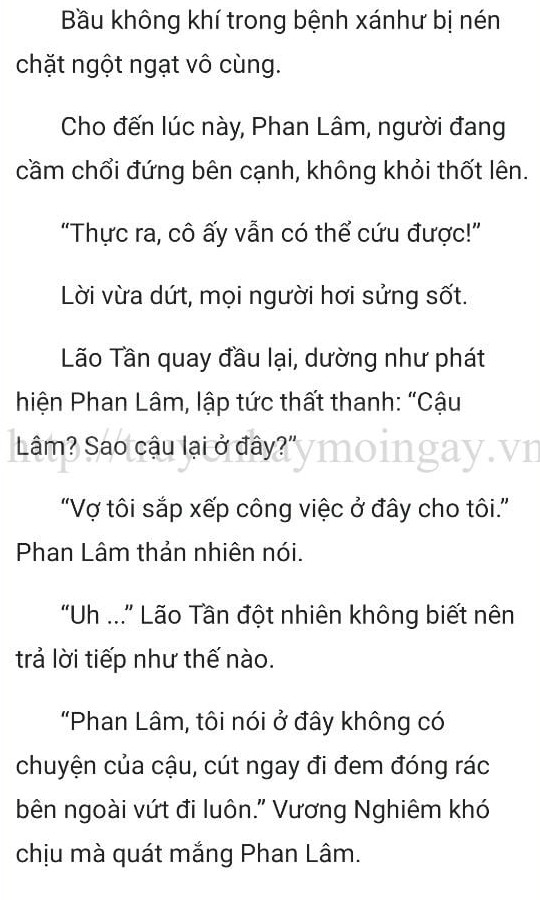 Bầu không khí trong bệnh xánhư bị nén
chặt ngột ngạt vô cùng.
Cho đến lúc này, Phan Lâm, người đang
cầm chổi đứng bên cạnh, không khỏi thốt lên.
“Thực ra, cô ấy vẫn có thể cứu được!”
Lời vừa dứt, mọi người hơi sửng sốt.
Lão Tần quay đầu lại, dường như phát
hiện Phan Lâm, lập tức thất thanh: “Cậu
Lâm? Sao cậu lại ở đây?”
http://truyenhaymoingay.vn
“Vợ tôi sắp xếp công việc ở đây cho tôi.”
Phan Lâm thản nhiên nói.
“Uh ...” Lão Tần đột nhiên không biết nên
trả lời tiếp như thế nào.
“Phan Lâm, tôi nói ở đây không có
chuyện của cậu, cút ngay đi đem đóng rác
bên ngoài vứt đi luôn.” Vương Nghiêm khó
chịu mà quát mắng Phan Lâm.